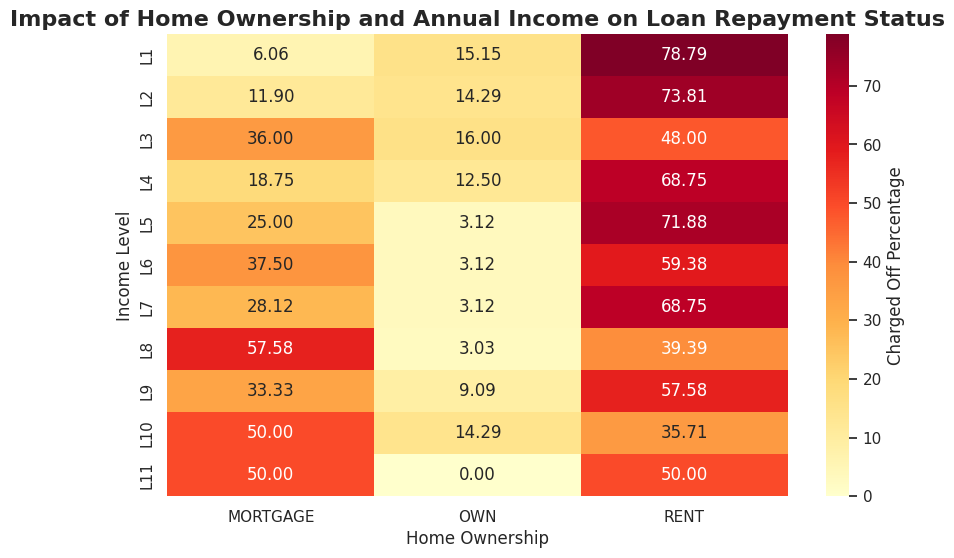 Impact of Home Ownership and Annual Income on Loan Repayment Status
L1 6.06 15.15 78.79
L2 11.90 14.29 73.81
L3 36.00 16.00 48.00
L4 18.75 12.50 68.75
L5 25.00 3.12 71.88
L6 37.50 3.12 59.38
L7 28.12 3.12 68.75
L8 57.58 3.03 39.39
L9 33.33 9.09 57.58
L10 50.00 14.29 35.71
L11 50.00 0.00 50.00
MORTGAGE OWN RENT
Home Ownership
Income Level
70
60
50
40
30
20
10
0
Charged Off Percentage